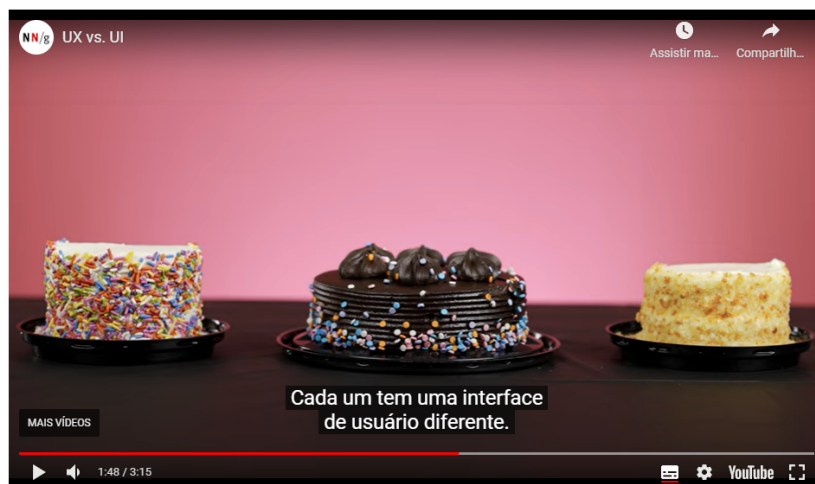 NN/g UX vs. UI
Assistir ma... Compartilh...
Cada um tem uma interface
de usuário diferente.
MAIS VÍDEOS
1:48 / 3:15
YouTube